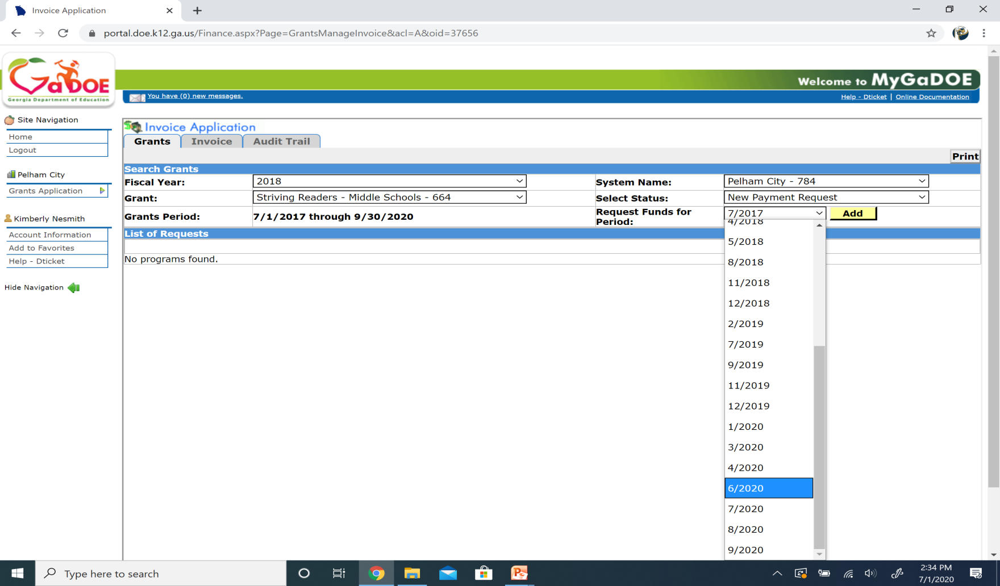 Invoice Application
portal.doe.k12.ga.us/Finance.aspx?Page=GrantsManageInvoice&acl=A&oid=37656
GaDOE
Georgia Department of Education
Welcome to MyGaDOE
You have (0) new messages.
Help - Dticket | Online Documentation
Site Navigation
Home
Logout
Pelham City
Grants Application
Kimberly Nesmith
Account Information
Add to Favorites
Help - Dticket
Hide Navigation
Invoice Application
Grants Invoice Audit Trail
Print
Search Grants
Fiscal Year: 2018 System Name: Pelham City - 784
Grant: Striving Readers - Middle Schools - 664 Select Status: New Payment Request
Grants Period: 7/1/2017 through 9/30/2020 Request Funds for Period: 7/2017 Add
List of Requests
No programs found.
4/2018
5/2018
8/2018
11/2018
12/2018
2/2019
7/2019
9/2019
11/2019
12/2019
1/2020
3/2020
4/2020
6/2020
7/2020
8/2020
9/2020
Type here to search
2:34 PM
7/1/2020